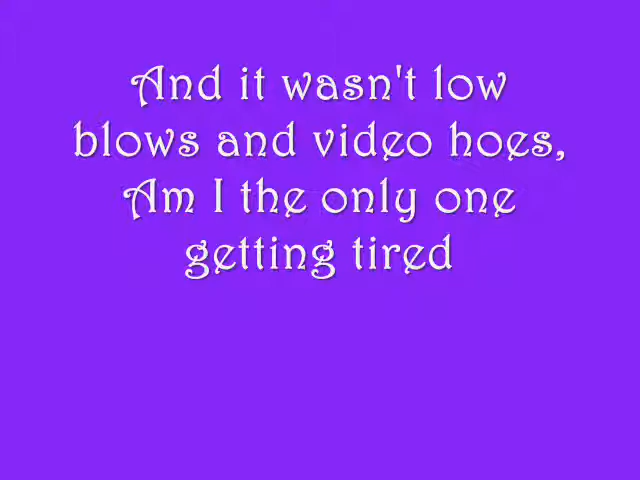 And it wasn't low
blows and video hoes,
Am I the only one
getting tired